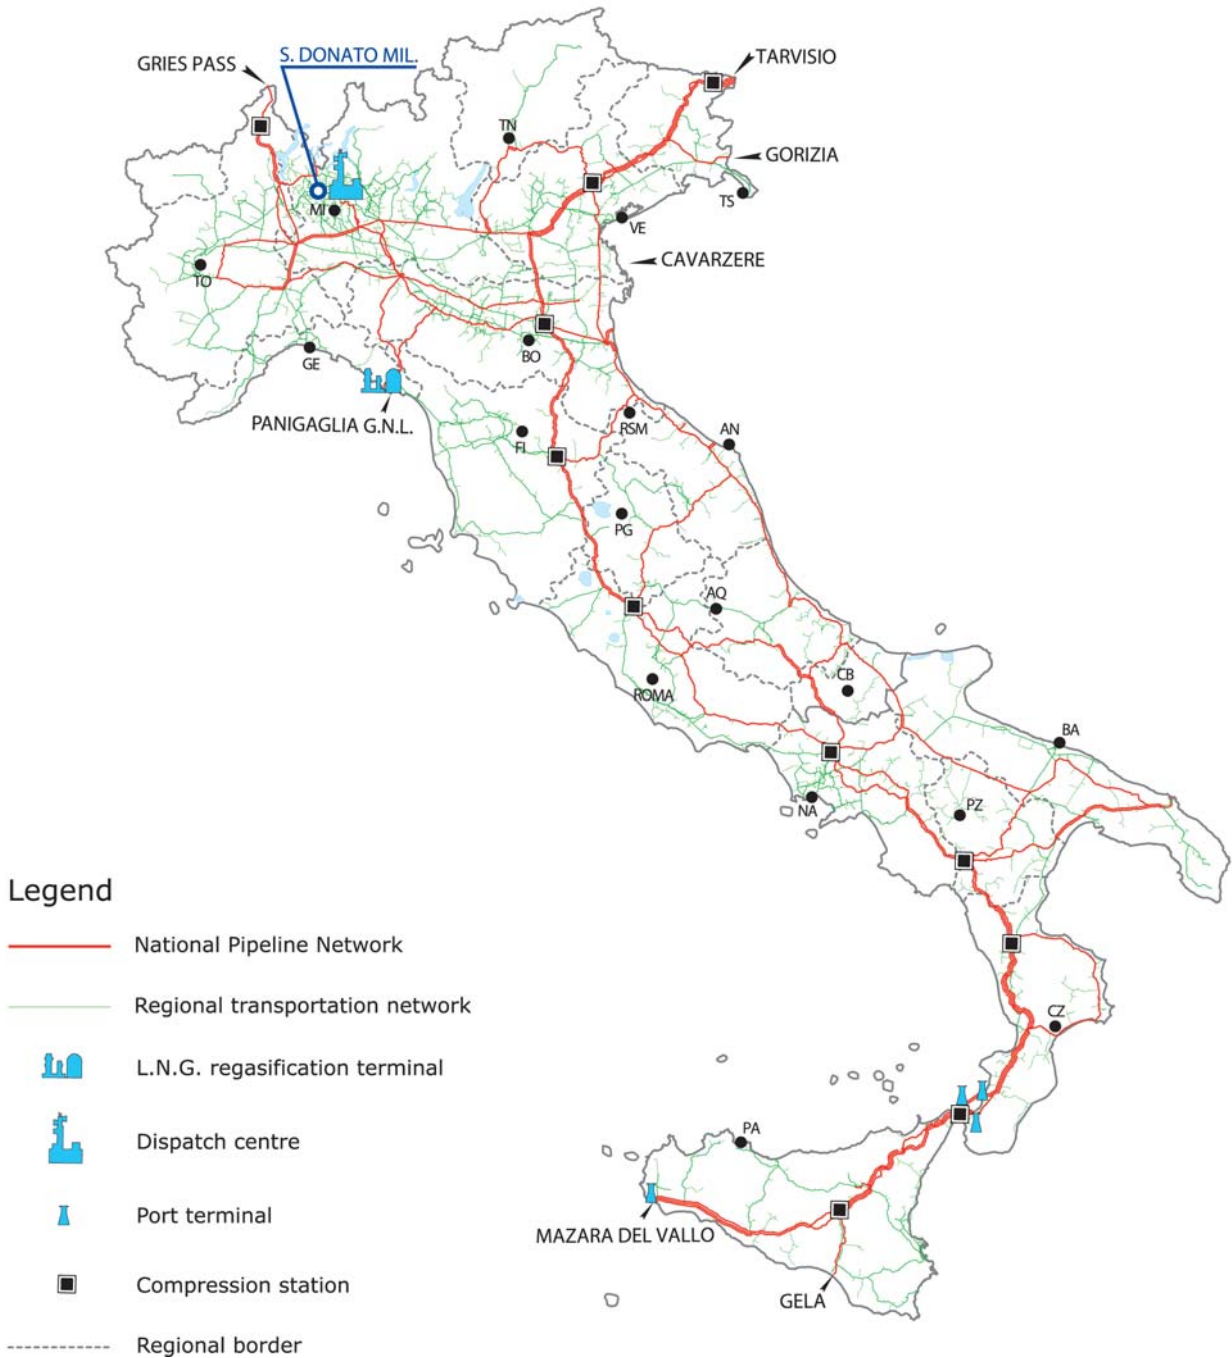 S. DONATO MIL.
GRIES PASS
TARVISIO
TN
GORIZIA
TS
MI
VE
CAVARZERE
TO
BO
GE
PANIGAGLIA G.N.L.
RSM
AN
FI
PG
AQ
ROMA
CB
BA
NA
PZ
CZ
PA
MAZARA DEL VALLO
GELA
Legend
National Pipeline Network
Regional transportation network
L.N.G. regasification terminal
Dispatch centre
Port terminal
Compression station
Regional border